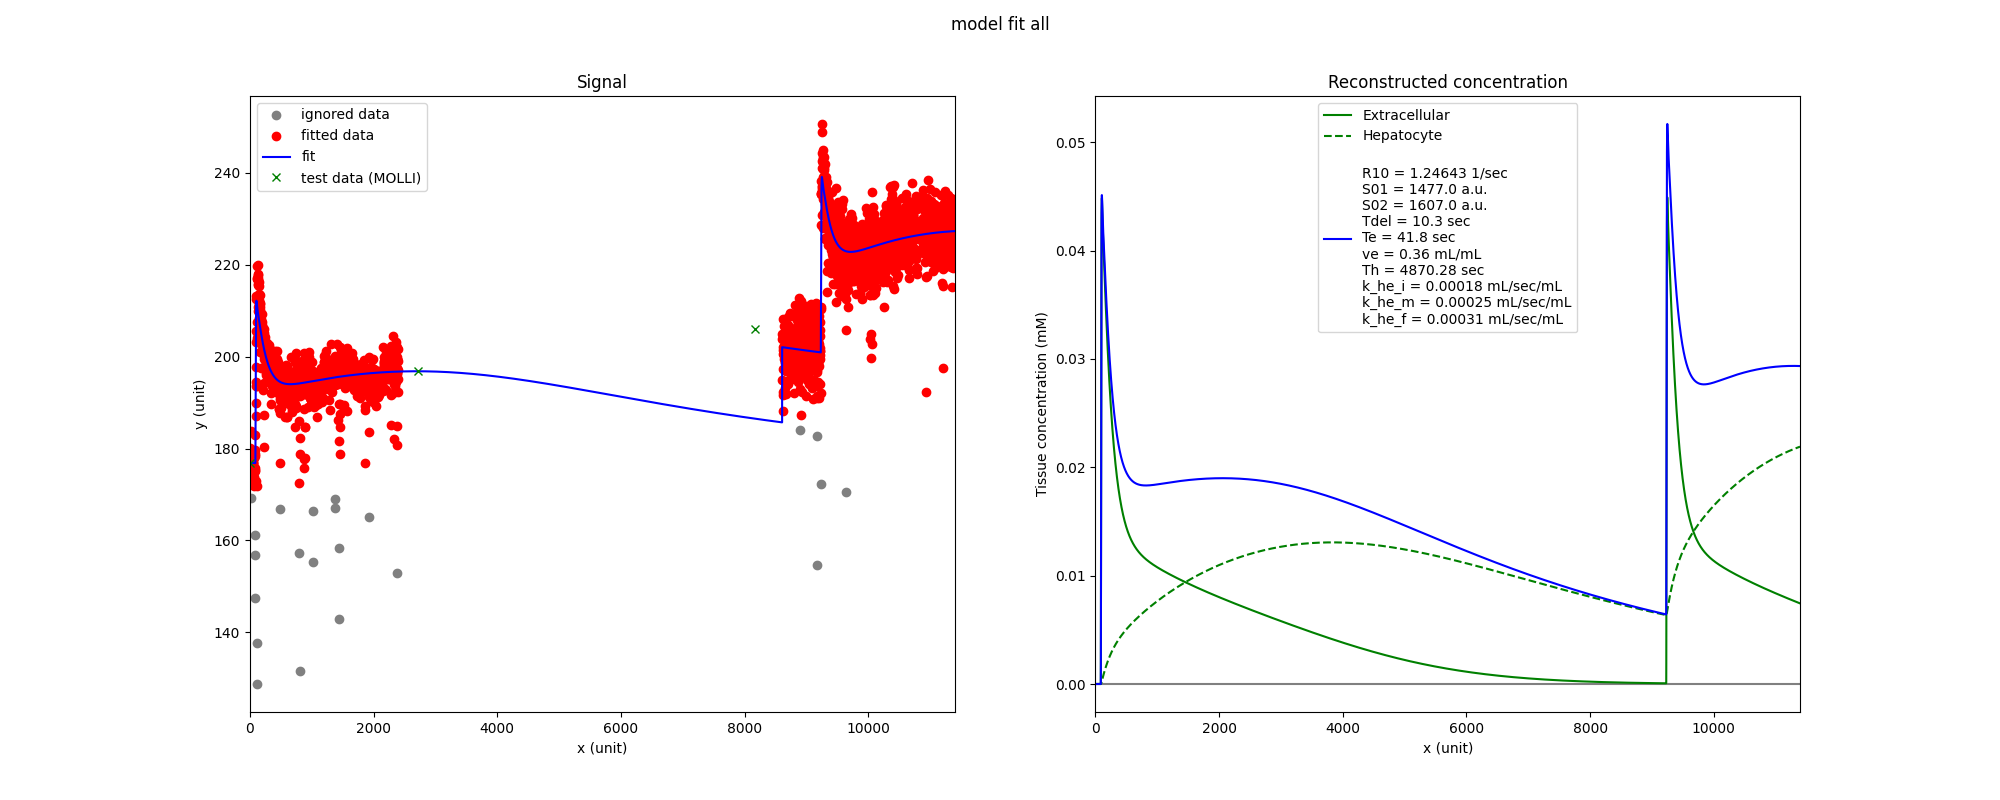 model fit all
Signal
ignored data
fitted data
fit
test data (MOLLI)
y (unit)
240
220
200
180
160
140
0
2000
4000
6000
8000
10000
x (unit)
Reconstructed concentration
Extracellular
Hepatocyte
R10 = 1.24643 1/sec
S01 = 1477.0 a.u.
S02 = 1607.0 a.u.
Tdel = 10.3 sec
Te = 41.8 sec
ve = 0.36 mL/mL
Th = 4870.28 sec
k_he_i = 0.00018 mL/sec/mL
k_he_m = 0.00025 mL/sec/mL
k_he_f = 0.00031 mL/sec/mL
Tissue concentration (mM)
0.05
0.04
0.03
0.02
0.01
0.00
0
2000
4000
6000
8000
10000
x (unit)